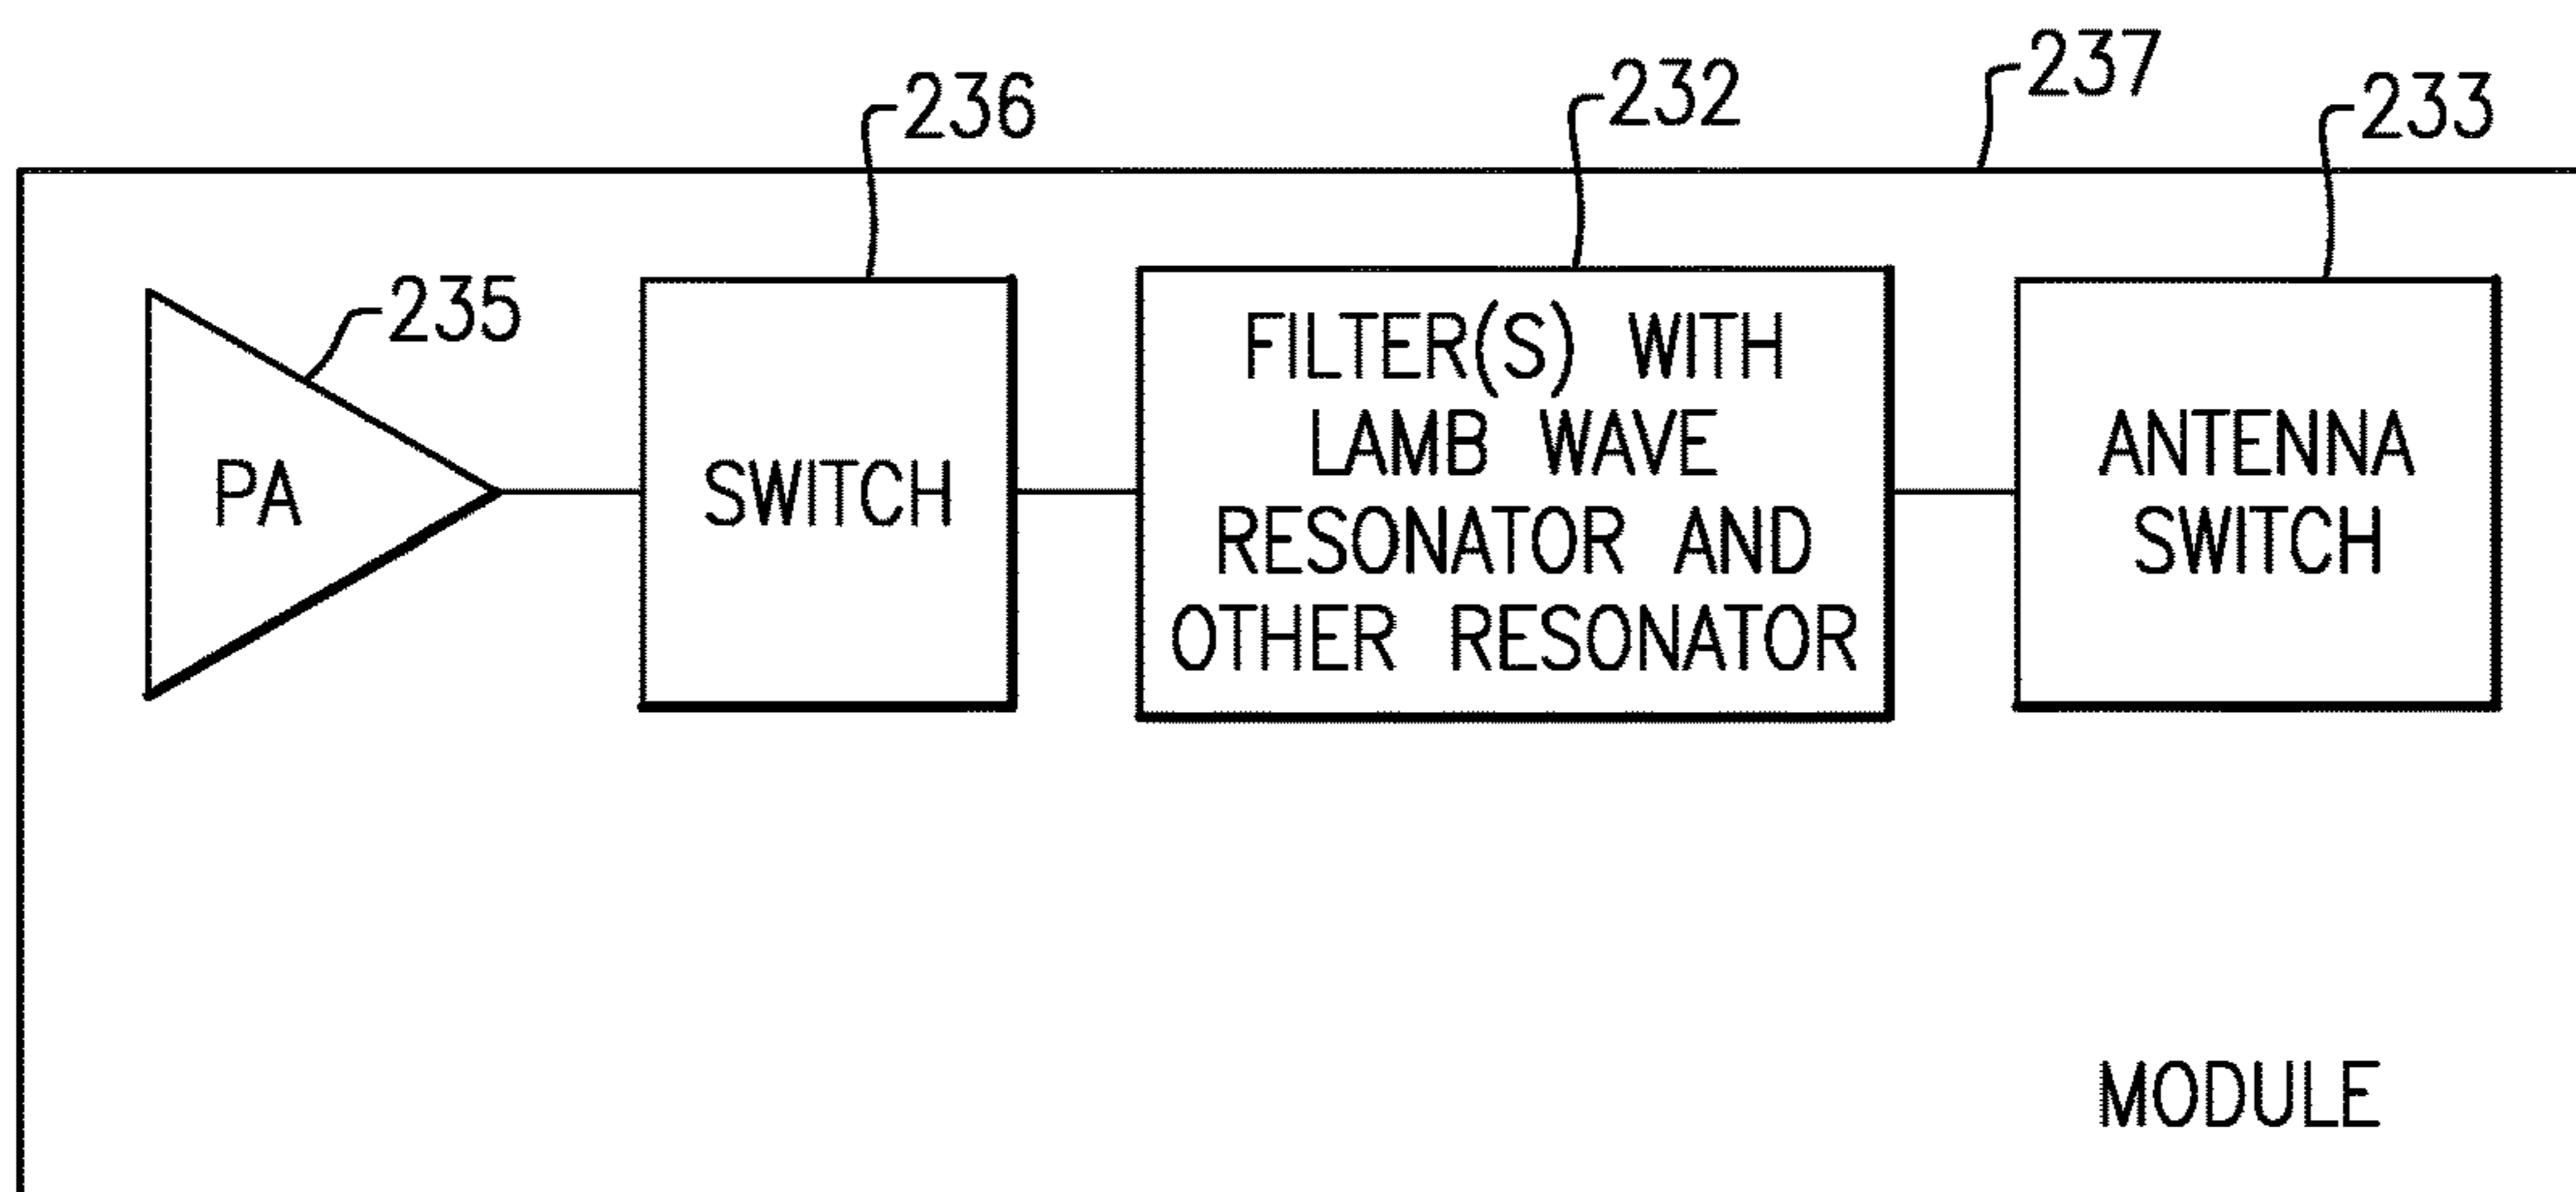 236
232
237
233
235
PA
SWITCH
FILTER(S) WITH
LAMB WAVE
RESONATOR AND
OTHER RESONATOR
ANTENNA
SWITCH
MODULE